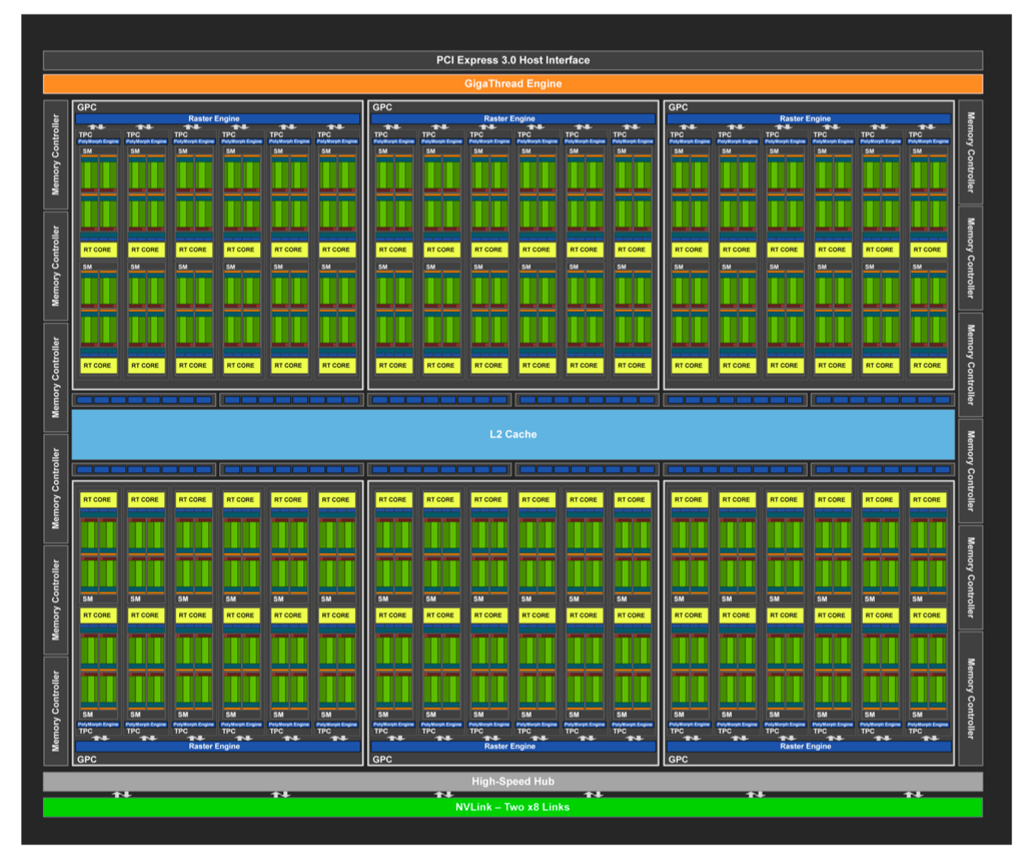 PCI Express 3.0 Host Interface
GigaThread Engine
Memory Controller
Memory Controller
Memory Controller
Memory Controller
Memory Controller
Memory Controller
GPC GPC GPC
Raster Engine Raster Engine Raster Engine
TPC TPC TPC TPC TPC TPC TPC TPC TPC TPC TPC TPC TPC TPC TPC TPC TPC TPC
PolyMorph Engine PolyMorph Engine PolyMorph Engine PolyMorph Engine PolyMorph Engine PolyMorph Engine PolyMorph Engine PolyMorph Engine PolyMorph Engine PolyMorph Engine PolyMorph Engine PolyMorph Engine PolyMorph Engine PolyMorph Engine PolyMorph Engine PolyMorph Engine PolyMorph Engine PolyMorph Engine
SM SM SM SM SM SM SM SM SM SM SM SM SM SM SM SM SM SM
RT CORE RT CORE RT CORE RT CORE RT CORE RT CORE RT CORE RT CORE RT CORE RT CORE RT CORE RT CORE RT CORE RT CORE RT CORE RT CORE RT CORE RT CORE
SM SM SM SM SM SM SM SM SM SM SM SM SM SM SM SM SM SM
RT CORE RT CORE RT CORE RT CORE RT CORE RT CORE RT CORE RT CORE RT CORE RT CORE RT CORE RT CORE RT CORE RT CORE RT CORE RT CORE RT CORE RT CORE
L2 Cache
RT CORE RT CORE RT CORE RT CORE RT CORE RT CORE RT CORE RT CORE RT CORE RT CORE RT CORE RT CORE RT CORE RT CORE RT CORE RT CORE RT CORE RT CORE
SM SM SM SM SM SM SM SM SM SM SM SM SM SM SM SM SM SM
RT CORE RT CORE RT CORE RT CORE RT CORE RT CORE RT CORE RT CORE RT CORE RT CORE RT CORE RT CORE RT CORE RT CORE RT CORE RT CORE RT CORE RT CORE
SM SM SM SM SM SM SM SM SM SM SM SM SM SM SM SM SM SM
PolyMorph Engine PolyMorph Engine PolyMorph Engine PolyMorph Engine PolyMorph Engine PolyMorph Engine PolyMorph Engine PolyMorph Engine PolyMorph Engine PolyMorph Engine PolyMorph Engine PolyMorph Engine PolyMorph Engine PolyMorph Engine PolyMorph Engine PolyMorph Engine PolyMorph Engine PolyMorph Engine
TPC TPC TPC TPC TPC TPC TPC TPC TPC TPC TPC TPC TPC TPC TPC TPC TPC TPC
Raster Engine Raster Engine Raster Engine
GPC GPC GPC
Memory Controller
Memory Controller
Memory Controller
Memory Controller
Memory Controller
Memory Controller
High-Speed Hub
NVLink – Two x8 Links